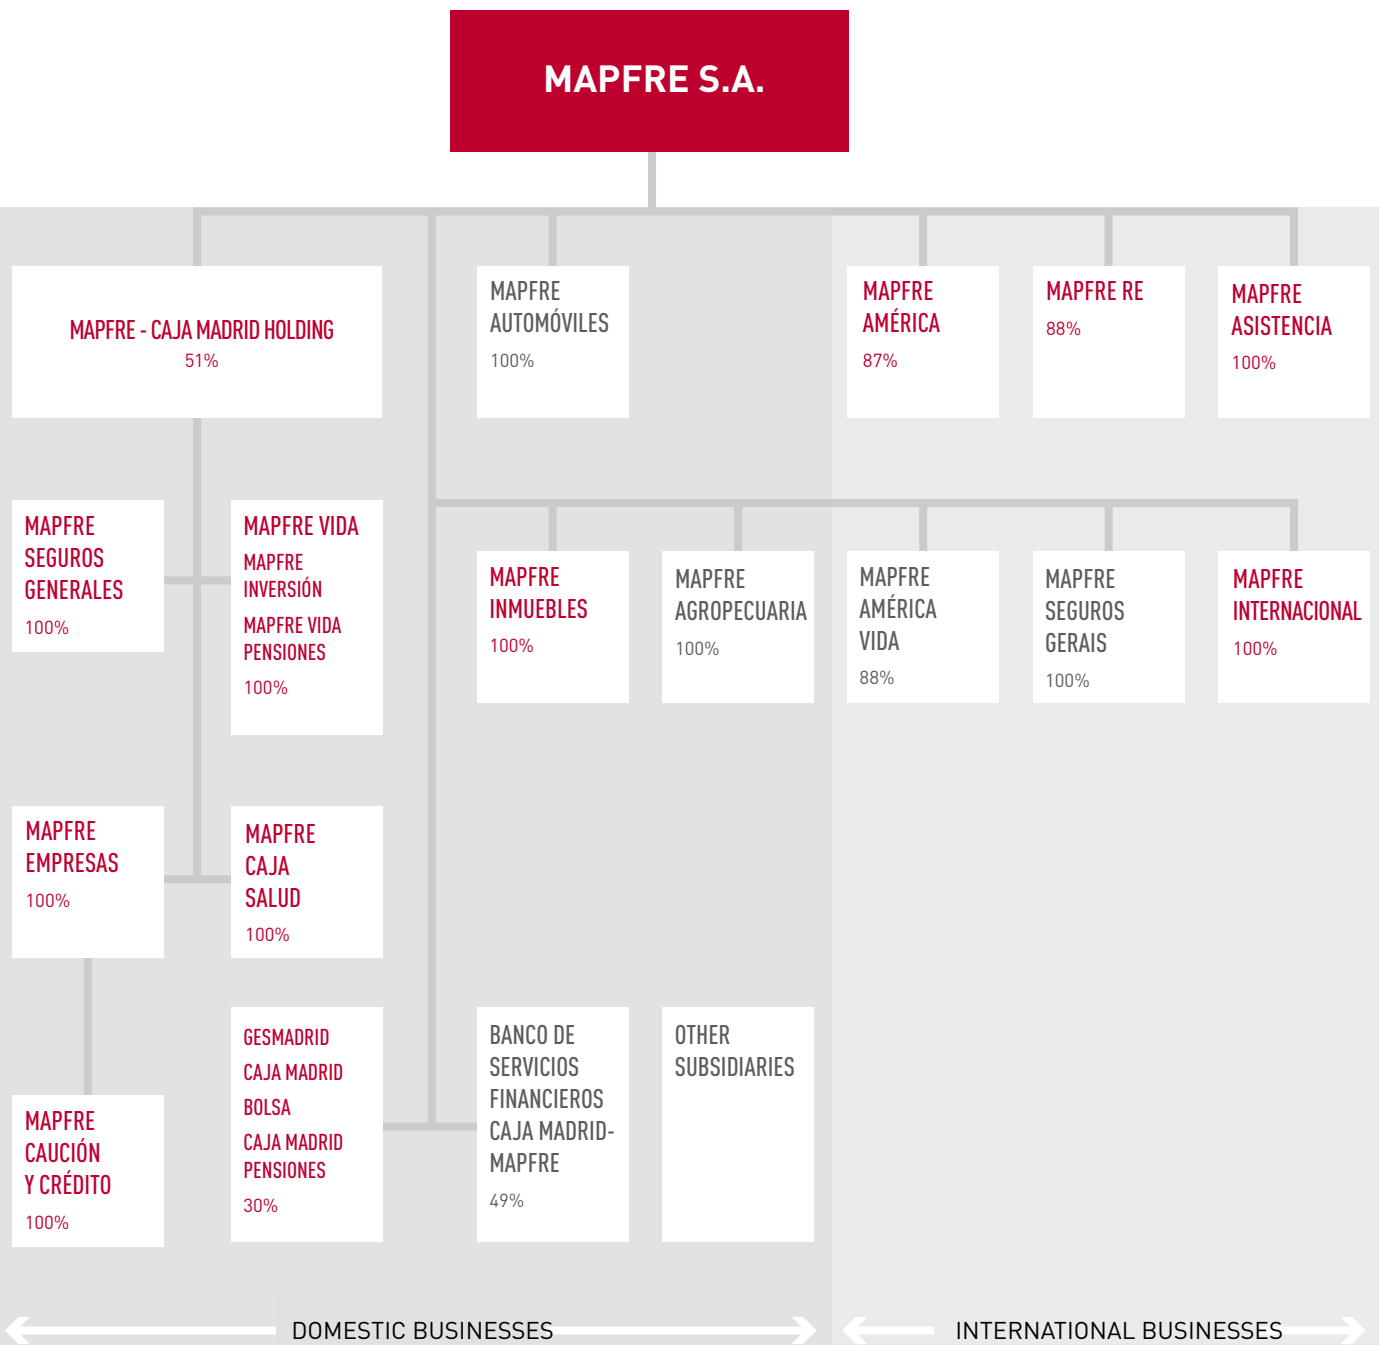 MAPFRE S.A.
MAPFRE - CAJA MADRID HOLDING
51%
MAPFRE
AUTOMÓVILES
100%
MAPFRE
AMÉRICA
87%
MAPFRE RE
88%
MAPFRE
ASISTENCIA
100%
MAPFRE
SEGUROS
GENERALES
100%
MAPFRE VIDA
MAPFRE
INVERSIÓN
MAPFRE VIDA
PENSIONES
100%
MAPFRE
INMUEBLES
100%
MAPFRE
AGROPECUARIA
100%
MAPFRE
AMÉRICA
VIDA
88%
MAPFRE
SEGUROS
GERAIS
100%
MAPFRE
INTERNACIONAL
100%
MAPFRE
EMPRESAS
100%
MAPFRE
CAJA
SALUD
100%
MAPFRE
CAUCIÓN
Y CRÉDITO
100%
GESMADRID
CAJA MADRID
BOLSA
CAJA MADRID
PENSIONES
30%
BANCO DE
SERVICIOS
FINANCIEROS
CAJA MADRID-
MAPFRE
49%
OTHER
SUBSIDIARIES
DOMESTIC BUSINESSES
INTERNATIONAL BUSINESSES